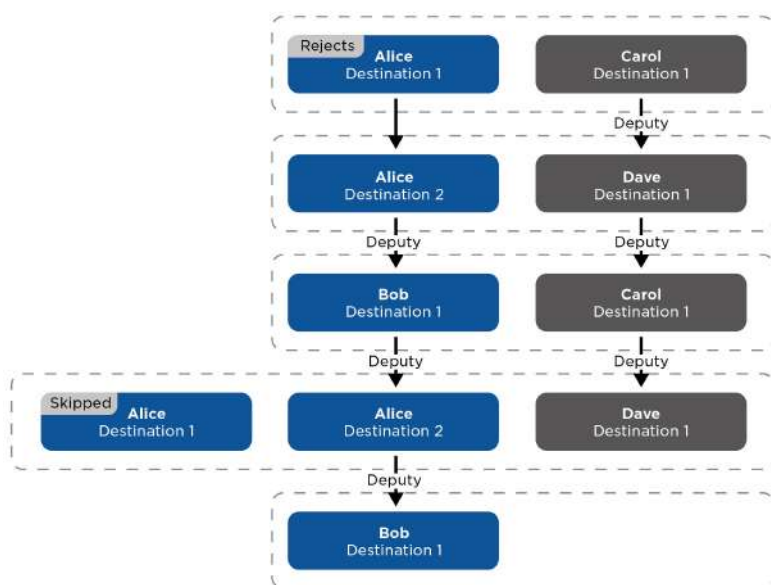 Rejects
Alice
Destination 1
Carol
Destination 1
Deputy
Alice
Destination 2
Dave
Destination 1
Deputy
Deputy
Bob
Destination 1
Carol
Destination 1
Deputy
Deputy
Skipped
Alice
Destination 1
Alice
Destination 2
Dave
Destination 1
Deputy
Bob
Destination 1